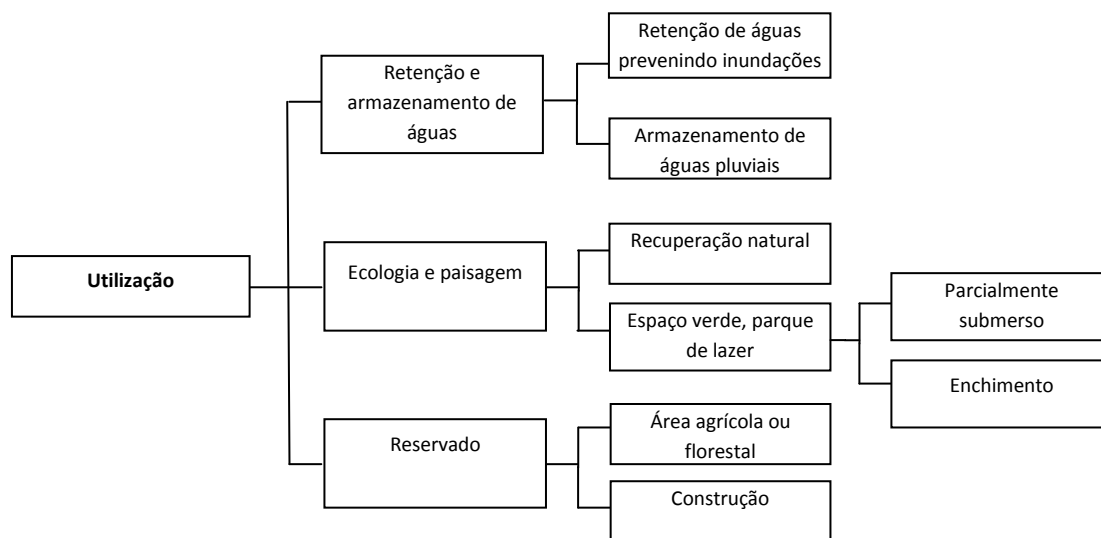 Utilização
Retenção e
armazenamento de
águas
Retenção de águas
prevenindo inundações
Armazenamento de
águas pluviais
Ecologia e paisagem
Recuperação natural
Espaço verde, parque
de lazer
Parcialmente
submerso
Enchimento
Reservado
Área agrícola ou
florestal
Construção